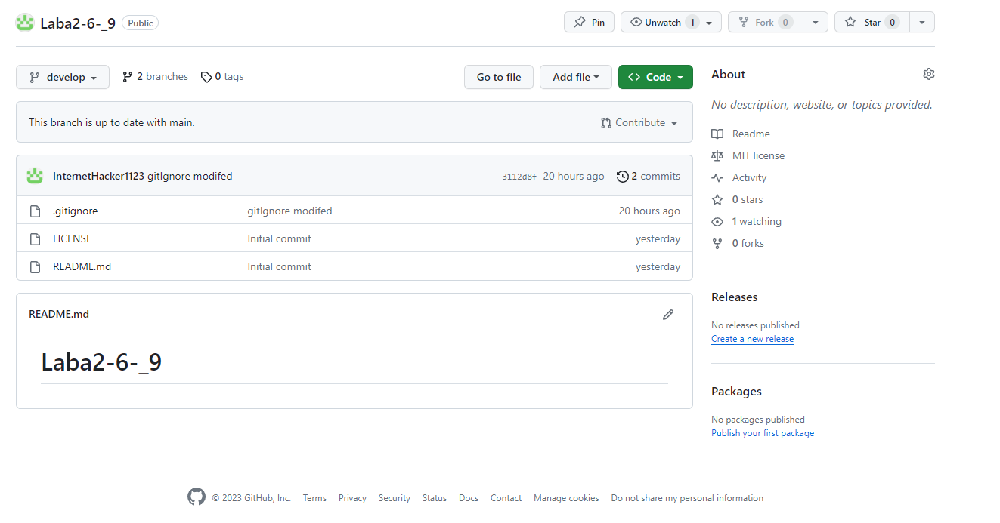 Laba2-6-_9 Public Pin Unwatch 1 Fork 0 Star 0
develop 2 branches 0 tags Go to file Add file Code
This branch is up to date with main. Contribute
InternetHacker1123 gitIgnore modifed 3112d8f 20 hours ago 2 commits
.gitignore gitIgnore modifed 20 hours ago
LICENSE Initial commit yesterday
README.md Initial commit yesterday
README.md
Laba2-6-_9
About
No description, website, or topics provided.
Readme
MIT license
Activity
0 stars
1 watching
0 forks
Releases
No releases published
Create a new release
Packages
No packages published
Publish your first package
© 2023 GitHub, Inc. Terms Privacy Security Status Docs Contact Manage cookies Do not share my personal information